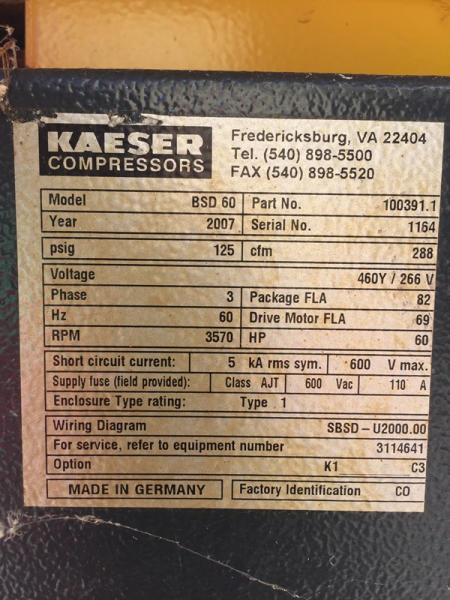 KAESER
COMPRESSORS
Fredericksburg, VA 22404
Tel. (540) 898-5500
FAX (540) 898-5520
Model BSD 60 Part No. 100391.1
Year 2007 Serial No. 1164
psig 125 cfm 288
Voltage 460Y / 266 V
Phase 3 Package FLA 82
Hz 60 Drive Motor FLA 69
RPM 3570 HP 60
Short circuit current: 5 kA rms sym. 600 V max.
Supply fuse (field provided): Class AJT 600 Vac 110 A
Enclosure Type rating: Type 1
Wiring Diagram SBSD - U2000.00
For service, refer to equipment number 3114641
Option K1 C3
MADE IN GERMANY Factory Identification CO